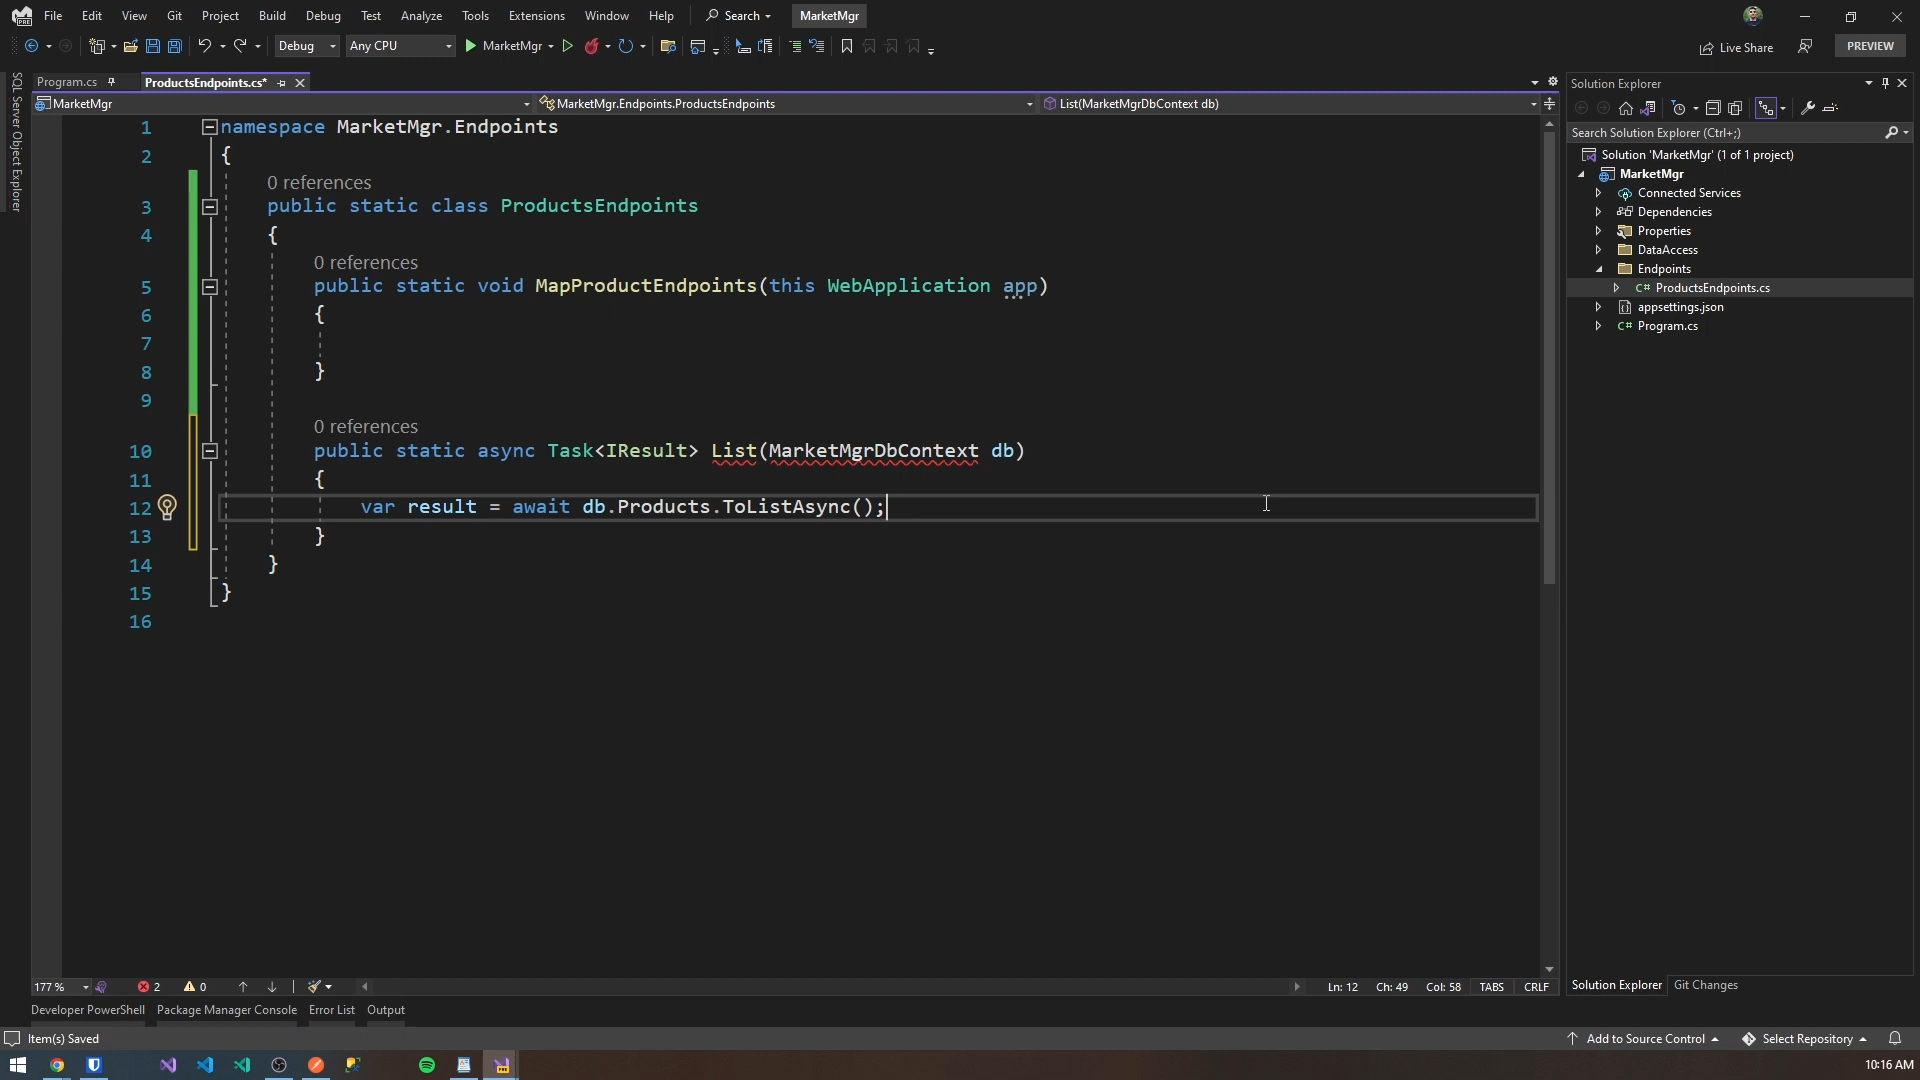 File Edit View Git Project Build Debug Test Analyze Tools Extensions Window Help Search MarketMgr
Debug Any CPU MarketMgr Live Share PREVIEW
Program.cs ProductsEndpoints.cs*
MarketMgr MarketMgr.Endpoints.ProductsEndpoints List(MarketMgrDbContext db)
SQL Server Object Explorer
1 namespace MarketMgr.Endpoints
2 {
0 references
3 public static class ProductsEndpoints
4 {
0 references
5 public static void MapProductEndpoints(this WebApplication app)
6 {
7
8 }
9
0 references
10 public static async Task<IResult> List(MarketMgrDbContext db)
11 {
12 var result = await db.Products.ToListAsync();
13 }
14 }
15 }
16
Solution Explorer
Search Solution Explorer (Ctrl+;)
Solution 'MarketMgr' (1 of 1 project)
MarketMgr
Connected Services
Dependencies
Properties
DataAccess
Endpoints
C# ProductsEndpoints.cs
appsettings.json
C# Program.cs
Solution Explorer Git Changes
177 % 2 0 Ln: 12 Ch: 49 Col: 58 TABS CRLF
Developer PowerShell Package Manager Console Error List Output
Item(s) Saved Add to Source Control Select Repository
10:16 AM